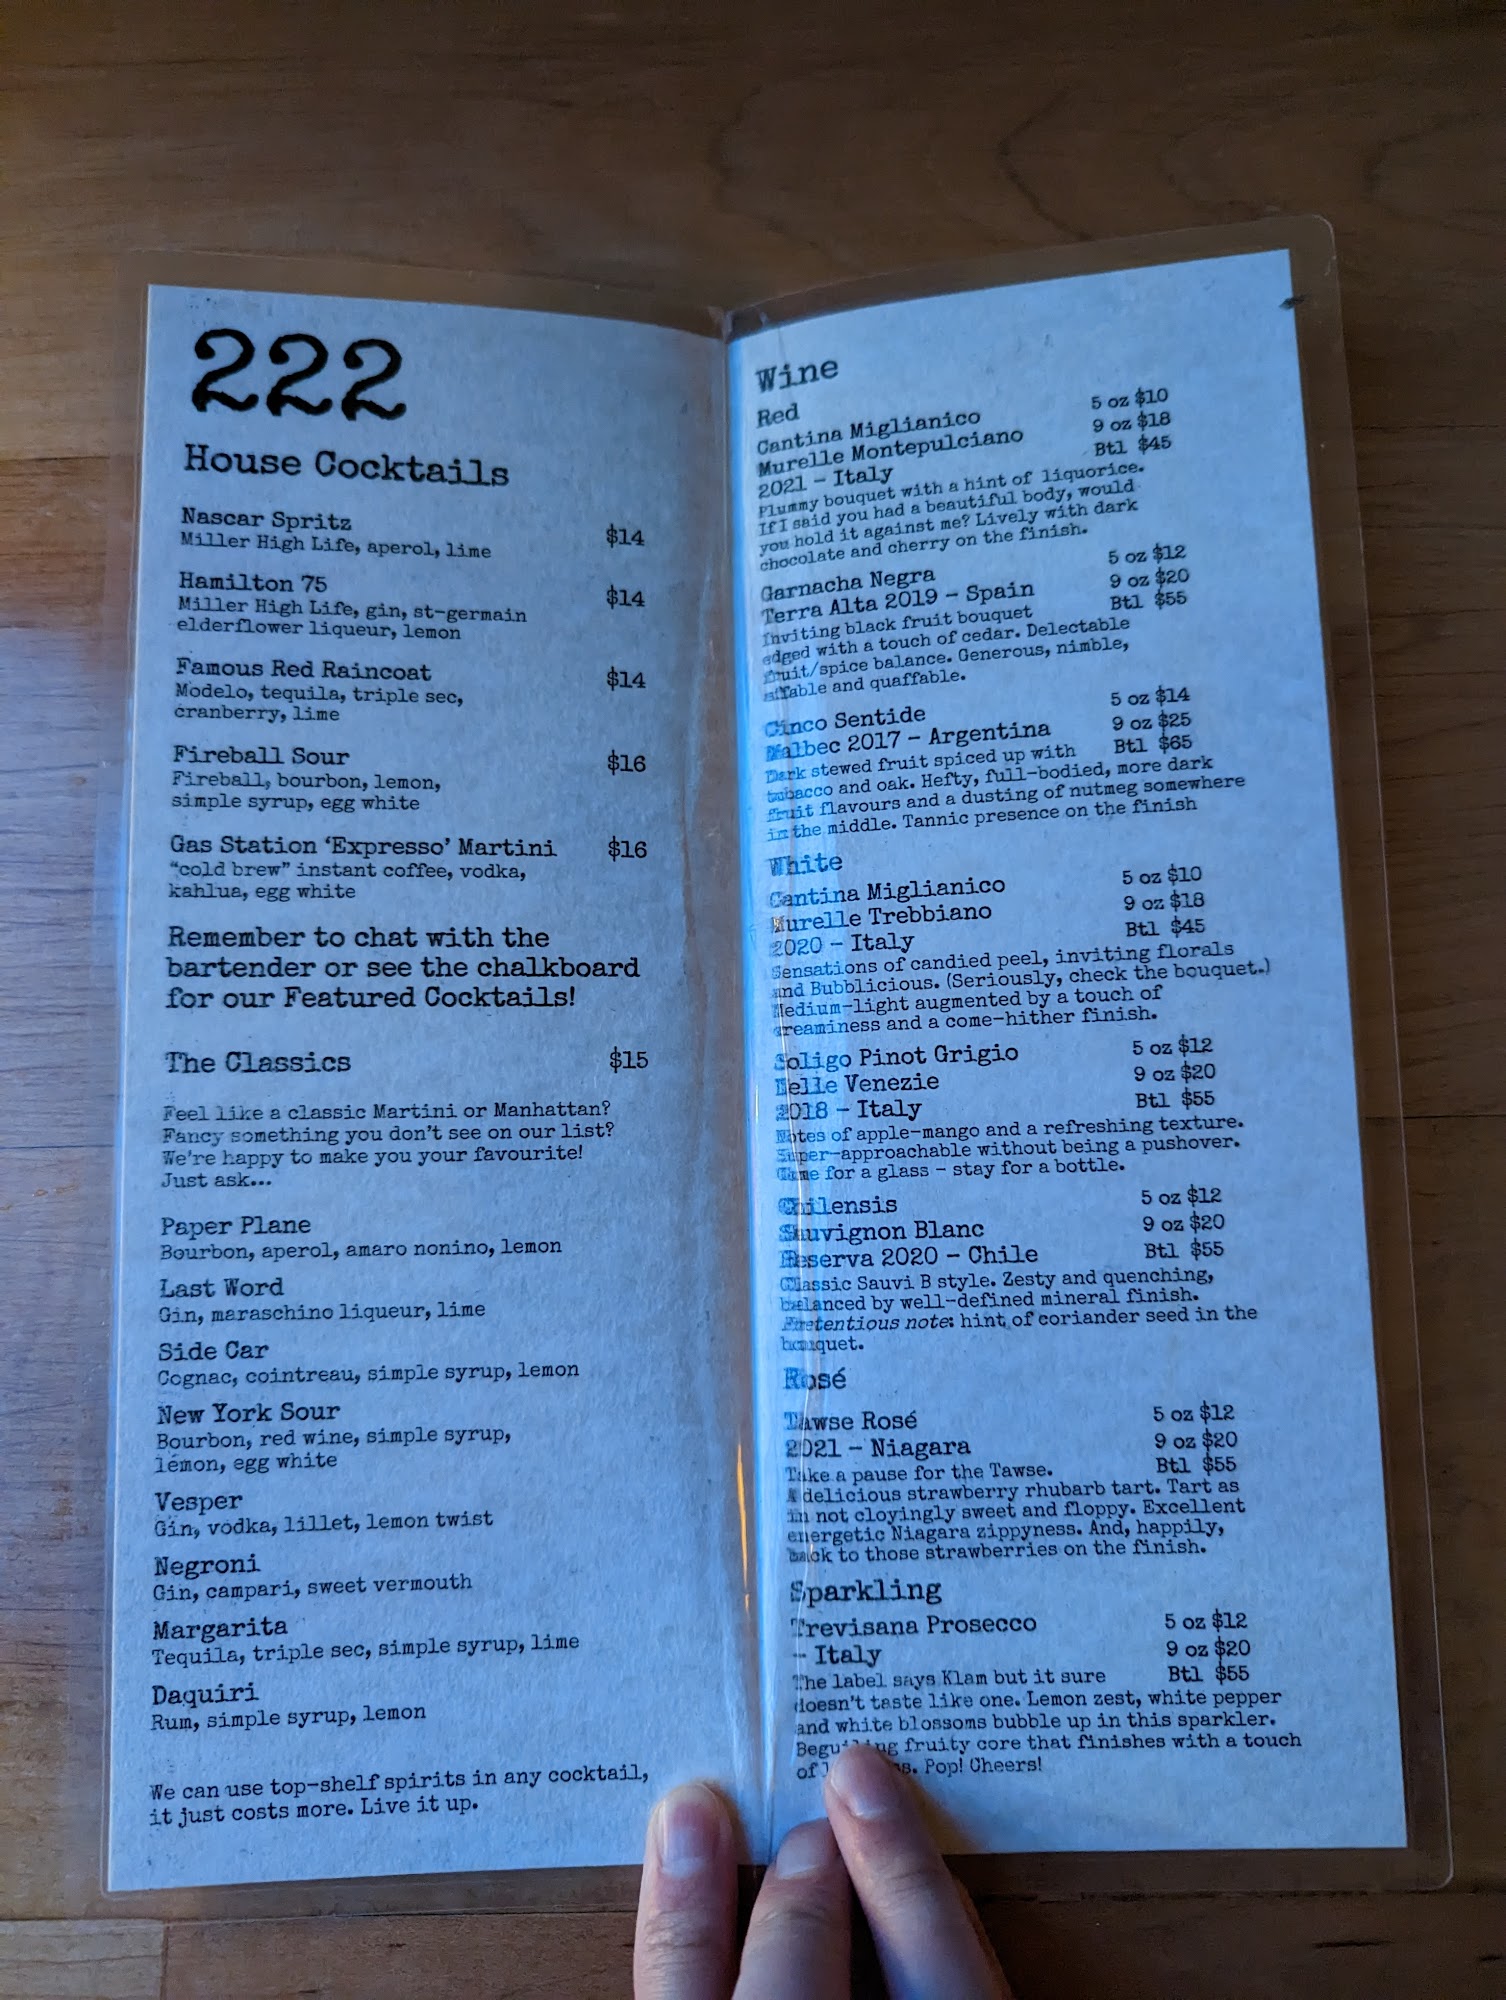 222
House Cocktails
Nascar Spritz $14
Miller High Life, aperol, lime
Hamilton 75 $14
Miller High Life, gin, st-germain
elderflower liqueur, lemon
Famous Red Raincoat $14
Modelo, tequila, triple sec,
cranberry, lime
Fireball Sour $16
Fireball, bourbon, lemon,
simple syrup, egg white
Gas Station ‘Expresso’ Martini $16
“cold brew” instant coffee, vodka,
kahlua, egg white
Remember to chat with the
bartender or see the chalkboard
for our Featured Cocktails!
The Classics $15
Feel like a classic Martini or Manhattan?
Fancy something you don't see on our list?
We're happy to make you your favourite!
Just ask...
Paper Plane
Bourbon, aperol, amaro nonino, lemon
Last Word
Gin, maraschino liqueur, lime
Side Car
Cognac, cointreau, simple syrup, lemon
New York Sour
Bourbon, red wine, simple syrup,
lemon, egg white
Vesper
Gin, vodka, lillet, lemon twist
Negroni
Gin, campari, sweet vermouth
Margarita
Tequila, triple sec, simple syrup, lime
Daquiri
Rum, simple syrup, lemon
We can use top-shelf spirits in any cocktail,
it just costs more. Live it up.
Wine
Red
Cantina Miglianico 5 oz $10
Murelle Montepulciano 9 oz $18
2021 - Italy Btl $45
Plummy bouquet with a hint of liquorice.
If I said you had a beautiful body, would
you hold it against me? Lively with dark
chocolate and cherry on the finish.
Garnacha Negra 5 oz $12
Terra Alta 2019 - Spain 9 oz $20
Inviting black fruit bouquet Btl $55
edged with a touch of cedar. Delectable
fruit/spice balance. Generous, nimble,
affable and quaffable.
Cinco Sentide 5 oz $14
Malbec 2017 - Argentina 9 oz $25
Dark stewed fruit spiced up with Btl $65
tobacco and oak. Hefty, full-bodied, more dark
fruit flavours and a dusting of nutmeg somewhere
in the middle. Tannic presence on the finish
White
Cantina Miglianico 5 oz $10
Murelle Trebbiano 9 oz $18
2020 - Italy Btl $45
Sensations of candied peel, inviting florals
and Bubblicious. (Seriously, check the bouquet.)
Medium-light augmented by a touch of
creaminess and a come-hither finish.
Soligo Pinot Grigio 5 oz $12
Delle Venezie 9 oz $20
2018 - Italy Btl $55
Notes of apple-mango and a refreshing texture.
Super-approachable without being a pushover.
Come for a glass - stay for a bottle.
Chilensis 5 oz $12
Sauvignon Blanc 9 oz $20
Reserva 2020 - Chile Btl $55
Classic Sauvi B style. Zesty and quenching,
balanced by well-defined mineral finish.
Pretentious note: hint of coriander seed in the
bouquet.
Rosé
Tawse Rosé 5 oz $12
2021 - Niagara 9 oz $20
Take a pause for the Tawse. Btl $55
A delicious strawberry rhubarb tart. Tart as
in not cloyingly sweet and floppy. Excellent
energetic Niagara zippyness. And, happily,
back to those strawberries on the finish.
Sparkling
Trevisana Prosecco 5 oz $12
- Italy 9 oz $20
The label says Klam but it sure Btl $55
doesn't taste like one. Lemon zest, white pepper
and white blossoms bubble up in this sparkler.
Beguiling fruity core that finishes with a touch
of Pop! Cheers!